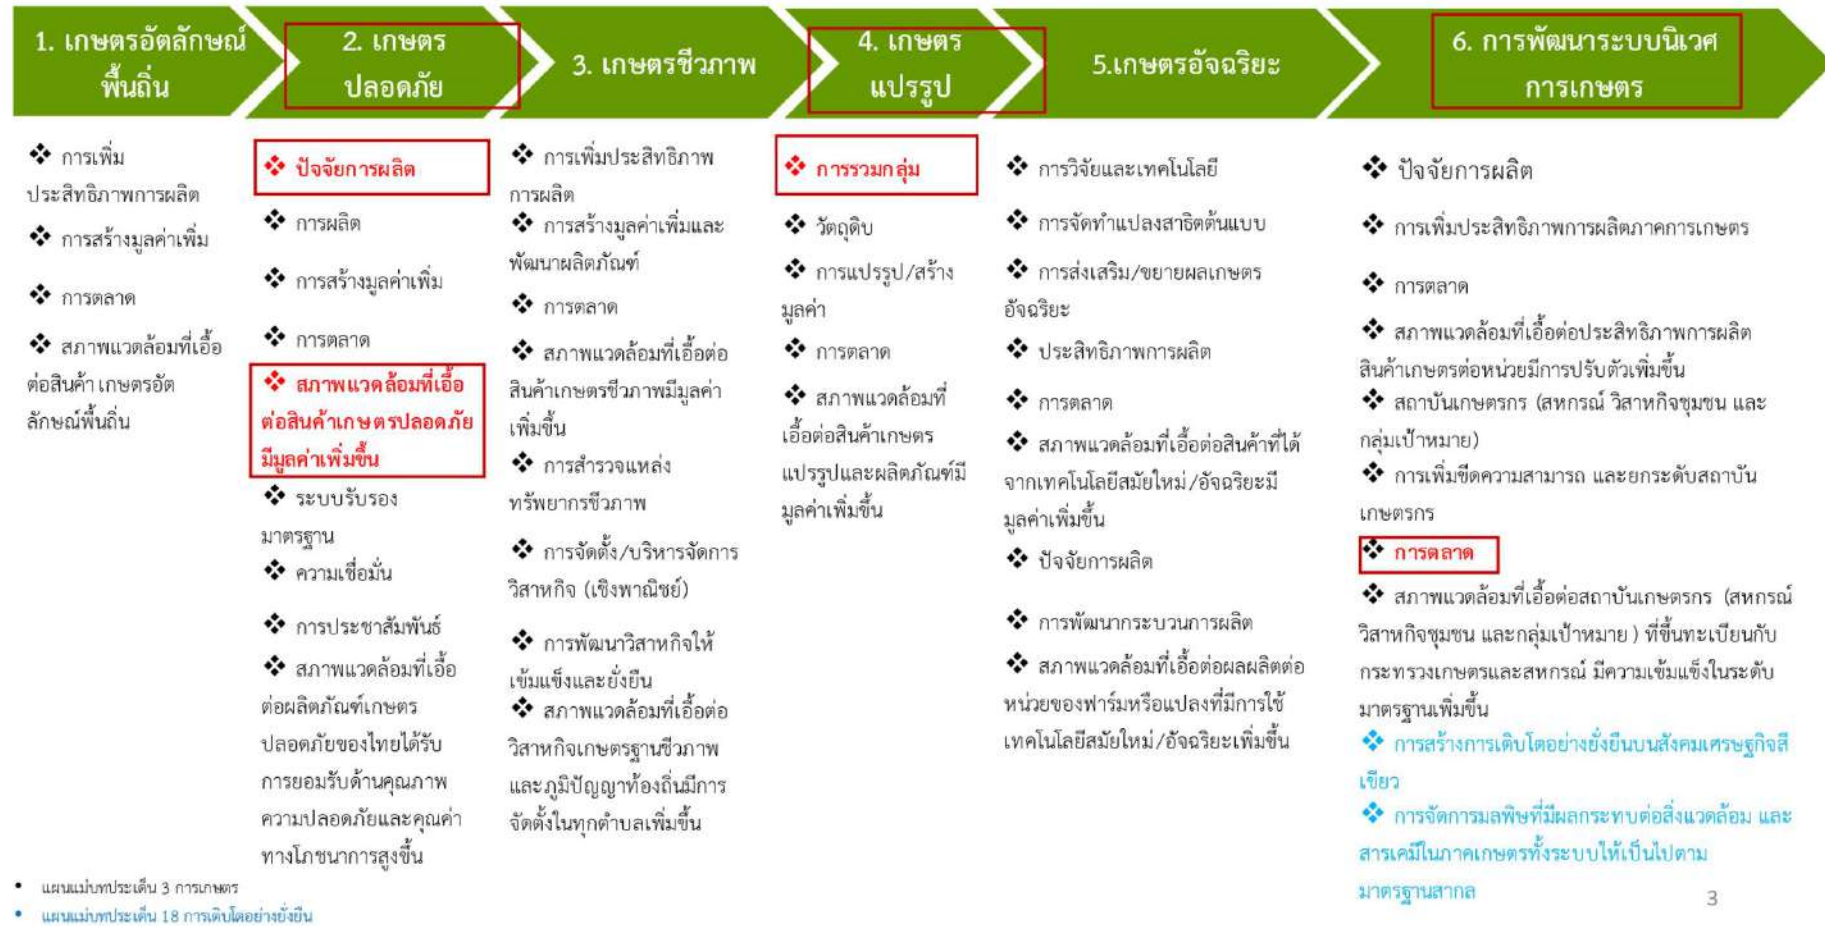 1. เกษตรอัตลักษณ์
พื้นถิ่น
2. เกษตร
ปลอดภัย
3. เกษตรชีวภาพ
4. เกษตร
แปรรูป
5.เกษตรอัจฉริยะ
6. การพัฒนาระบบนิเวศ
การเกษตร
❖ การเพิ่ม
ประสิทธิภาพการผลิต
❖ การสร้างมูลค่าเพิ่ม
❖ การตลาด
❖ สภาพแวดล้อมที่เอื้อ
ต่อสินค้า เกษตรอัต
ลักษณ์พื้นถิ่น
❖ ปัจจัยการผลิต
❖ การผลิต
❖ การสร้างมูลค่าเพิ่ม
❖ การตลาด
❖ สภาพแวดล้อมที่เอื้อ
ต่อสินค้าเกษตรปลอดภัย
มีมูลค่าเพิ่มขึ้น
❖ ระบบรับรอง
มาตรฐาน
❖ ความเชื่อมั่น
❖ การประชาสัมพันธ์
❖ สภาพแวดล้อมที่เอื้อ
ต่อผลิตภัณฑ์เกษตร
ปลอดภัยของไทยได้รับ
การยอมรับด้านคุณภาพ
ความปลอดภัยและคุณค่า
ทางโภชนาการสูงขึ้น
❖ การเพิ่มประสิทธิภาพ
การผลิต
❖ การสร้างมูลค่าเพิ่มและ
พัฒนาผลิตภัณฑ์
❖ การตลาด
❖ สภาพแวดล้อมที่เอื้อต่อ
สินค้าเกษตรชีวภาพมีมูลค่า
เพิ่มขึ้น
❖ การสำรวจแหล่ง
ทรัพยากรชีวภาพ
❖ การจัดตั้ง/บริหารจัดการ
วิสาหกิจ (เชิงพาณิชย์)
❖ การพัฒนาวิสาหกิจให้
เข้มแข็งและยั่งยืน
❖ สภาพแวดล้อมที่เอื้อต่อ
วิสาหกิจเกษตรฐานชีวภาพ
และภูมิปัญญาท้องถิ่นมีการ
จัดตั้งในทุกตำบลเพิ่มขึ้น
❖ การรวมกลุ่ม
❖ วัตถุดิบ
❖ การแปรรูป/สร้าง
มูลค่า
❖ การตลาด
❖ สภาพแวดล้อมที่
เอื้อต่อสินค้าเกษตร
แปรรูปและผลิตภัณฑ์มี
มูลค่าเพิ่มขึ้น
❖ การวิจัยและเทคโนโลยี
❖ การจัดทำแปลงสาธิตต้นแบบ
❖ การส่งเสริม/ขยายผลเกษตร
อัจฉริยะ
❖ ประสิทธิภาพการผลิต
❖ การตลาด
❖ สภาพแวดล้อมที่เอื้อต่อสินค้าที่ได้
จากเทคโนโลยีสมัยใหม่/อัจฉริยะมี
มูลค่าเพิ่มขึ้น
❖ ปัจจัยการผลิต
❖ การพัฒนากระบวนการผลิต
❖ สภาพแวดล้อมที่เอื้อต่อผลผลิตต่อ
หน่วยของฟาร์มหรือแปลงที่มีการใช้
เทคโนโลยีสมัยใหม่/อัจฉริยะเพิ่มขึ้น
❖ ปัจจัยการผลิต
❖ การเพิ่มประสิทธิภาพการผลิตภาคการเกษตร
❖ การตลาด
❖ สภาพแวดล้อมที่เอื้อต่อประสิทธิภาพการผลิต
สินค้าเกษตรต่อหน่วยมีการปรับตัวเพิ่มขึ้น
❖ สถาบันเกษตรกร (สหกรณ์ วิสาหกิจชุมชน และ
กลุ่มเป้าหมาย)
❖ การเพิ่มขีดความสามารถ และยกระดับสถาบัน
เกษตรกร
❖ การตลาด
❖ สภาพแวดล้อมที่เอื้อต่อสถาบันเกษตรกร (สหกรณ์
วิสาหกิจชุมชน และกลุ่มเป้าหมาย ) ที่ขึ้นทะเบียนกับ
กระทรวงเกษตรและสหกรณ์ มีความเข้มแข็งในระดับ
มาตรฐานเพิ่มขึ้น
❖ การสร้างการเติบโตอย่างยั่งยืนบนสังคมเศรษฐกิจสี
เขียว
❖ การจัดการมลพิษที่มีผลกระทบต่อสิ่งแวดล้อม และ
สารเคมีในภาคเกษตรทั้งระบบให้เป็นไปตาม
มาตรฐานสากล
• แผนแม่บทประเด็น 3 การเกษตร
• แผนแม่บทประเด็น 18 การเติบโตอย่างยั่งยืน
3